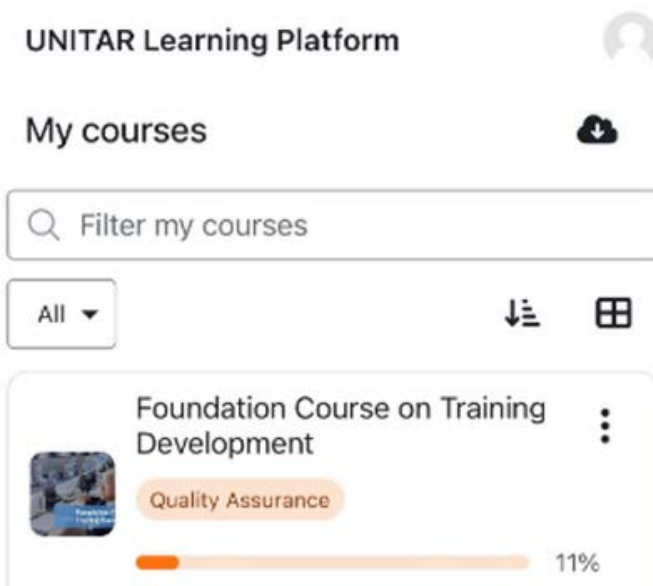 UNITAR Learning Platform
My courses
Filter my courses
All
Foundation Course on Training
Development
Quality Assurance
11%